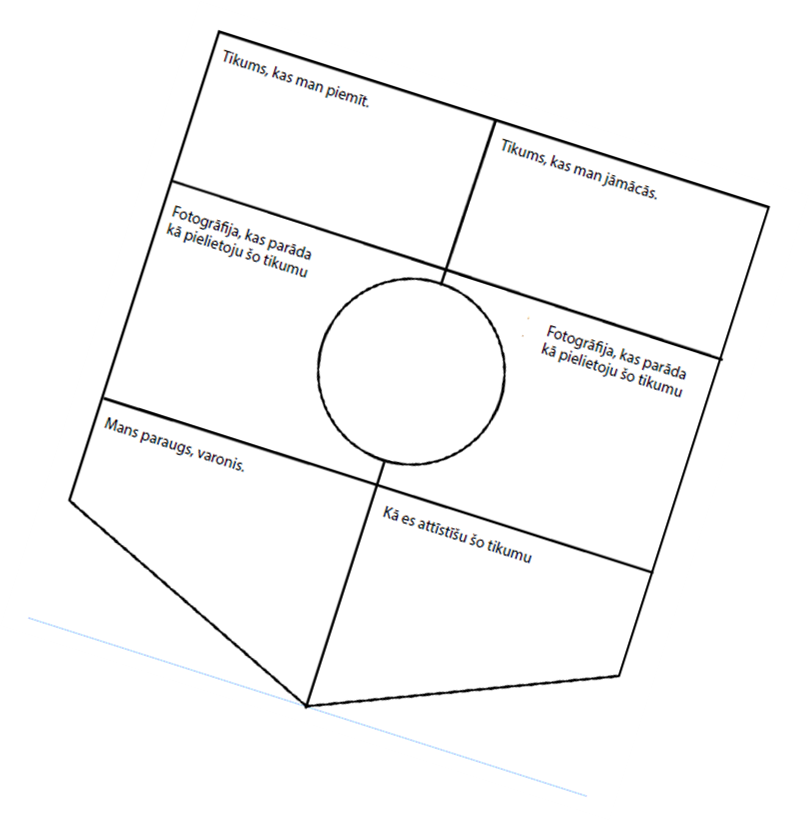 Tikums, kas man piemīt.
Tikums, kas man jāmācās.
Fotogrāfija, kas parāda
kā pielietoju šo tikumu
Fotogrāfija, kas parāda
kā pielietoju šo tikumu
Mans paraugs, varonis.
Kā es attīstīšu šo tikumu